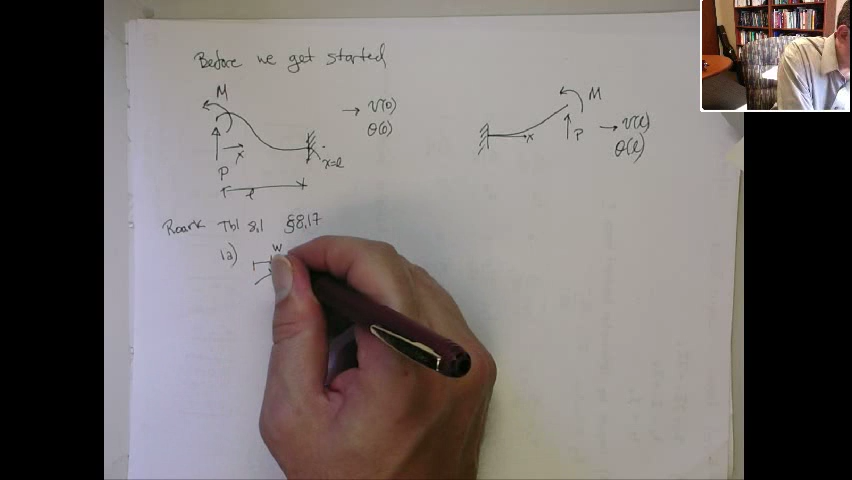 Before we get started
M
→ v(0)
θ(0)
x
P
x=l
l
M
x
P
→ v(l)
θ(l)
Roark Tbl 8.1 §8.17
1a)
W